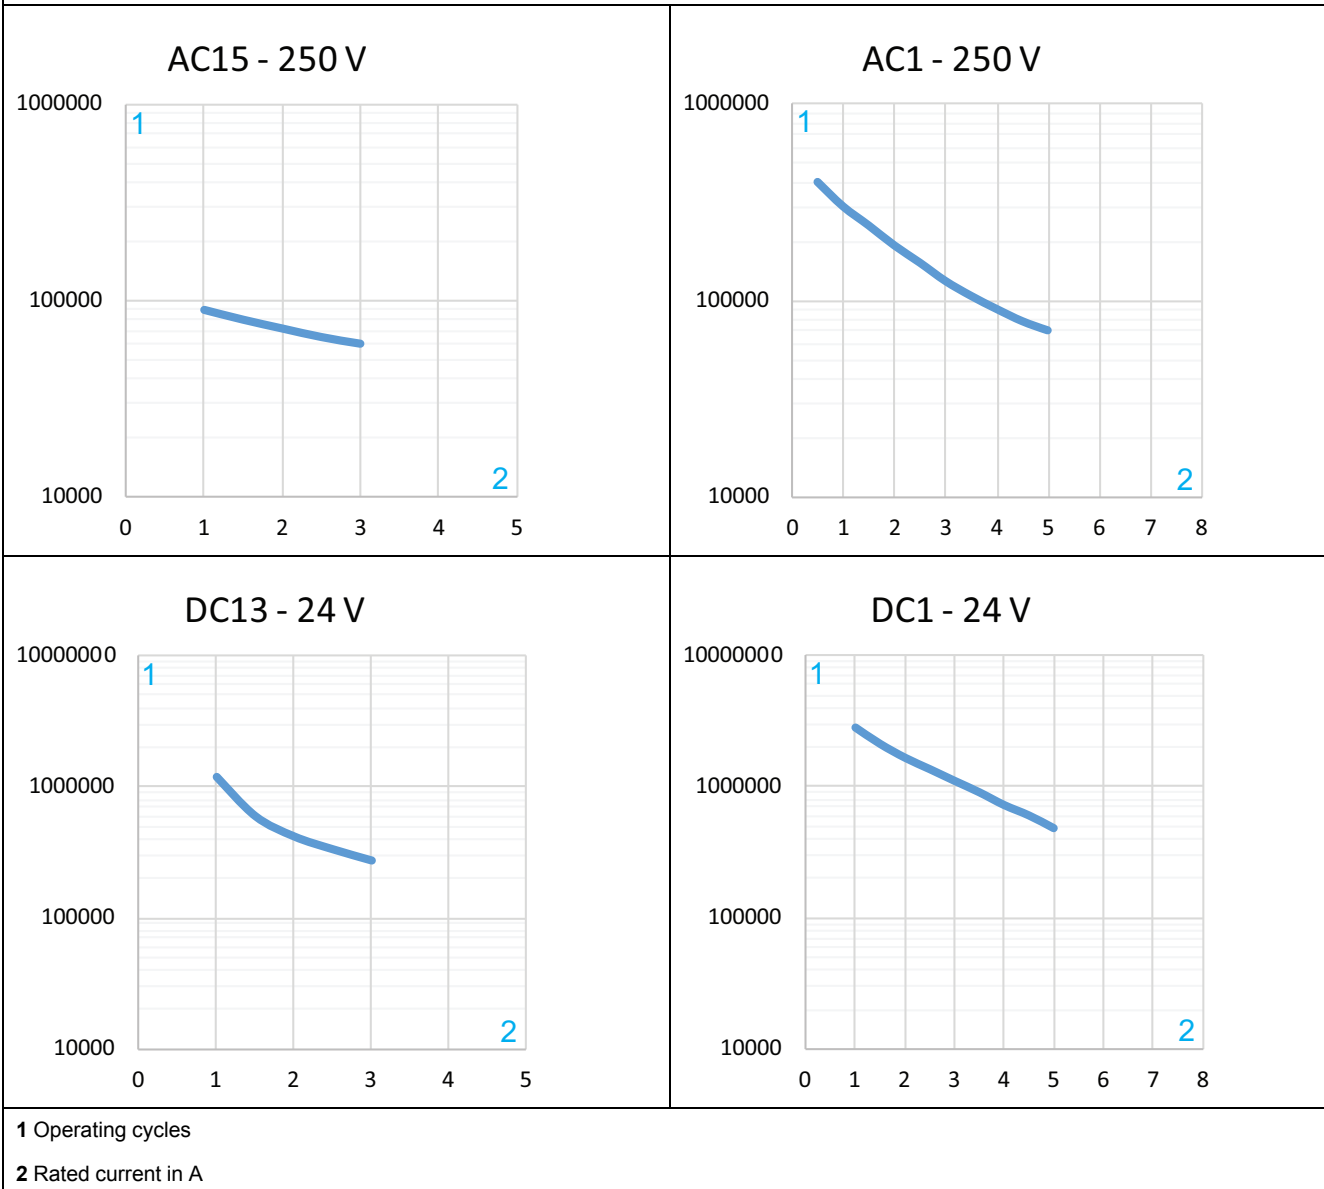 AC15 - 250 V
1000000
1
100000
2
10000
0 1 2 3 4 5
AC1 - 250 V
1000000
1
100000
2
10000
0 1 2 3 4 5 6 7 8
DC13 - 24 V
10000000
1
1000000
100000
2
10000
0 1 2 3 4 5
DC1 - 24 V
10000000
1
1000000
100000
2
10000
0 1 2 3 4 5 6 7 8
1 Operating cycles
2 Rated current in A